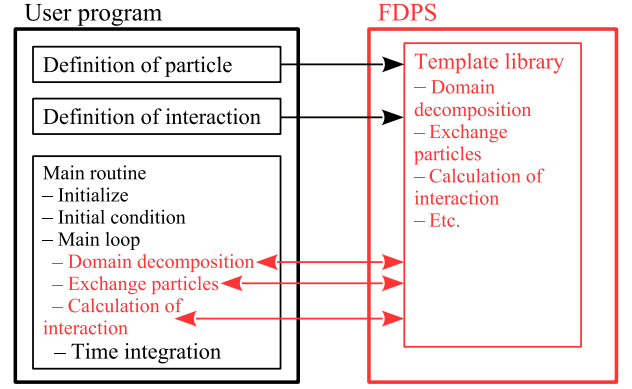 User program
Definition of particle
Definition of interaction
Main routine
– Initialize
– Initial condition
– Main loop
– Domain decomposition
– Exchange particles
– Calculation of
interaction
– Time integration
FDPS
Template library
– Domain
decomposition
– Exchange
particles
– Calculation of
interaction
– Etc.